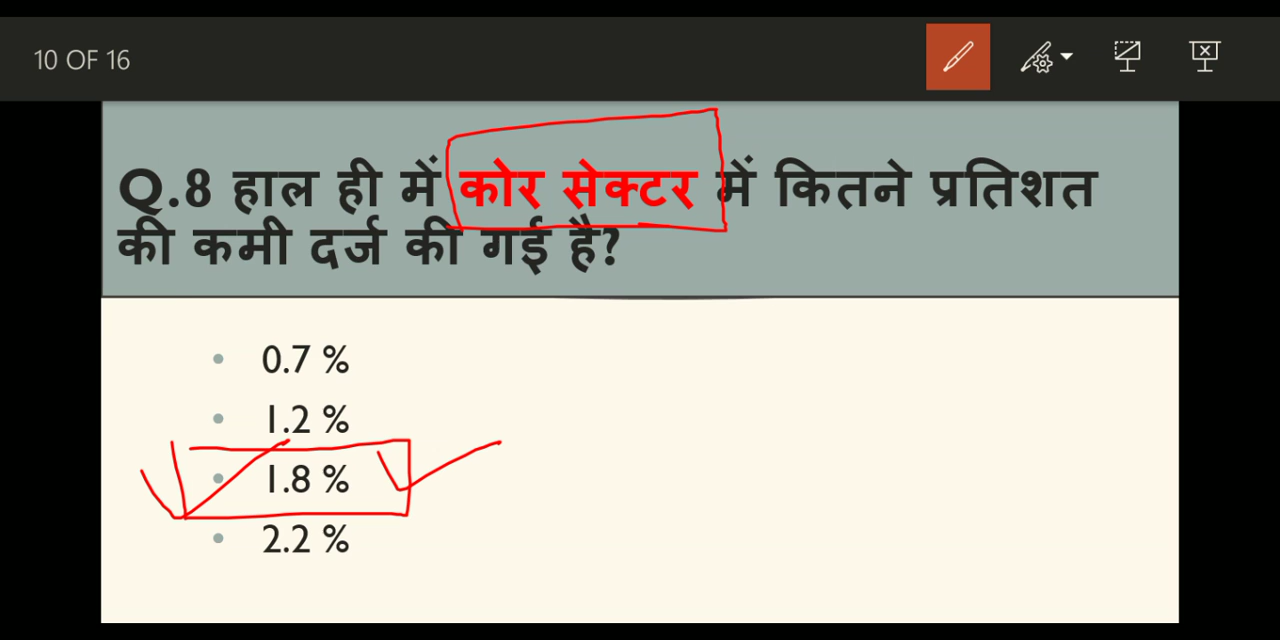 10 OF 16
Q.8 हाल ही में कोर सेक्टर में कितने प्रतिशत
की कमी दर्ज की गई है?
• 0.7 %
• 1.2 %
• 1.8 %
• 2.2 %